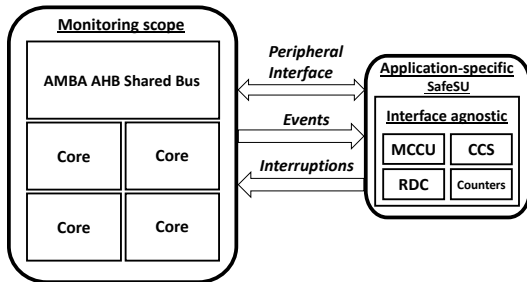 Monitoring scope
AMBA AHB Shared Bus
Core
Core
Core
Core
Peripheral
Interface
Events
Interruptions
Application-specific
SafeSU
Interface agnostic
MCCU
CCS
RDC
Counters